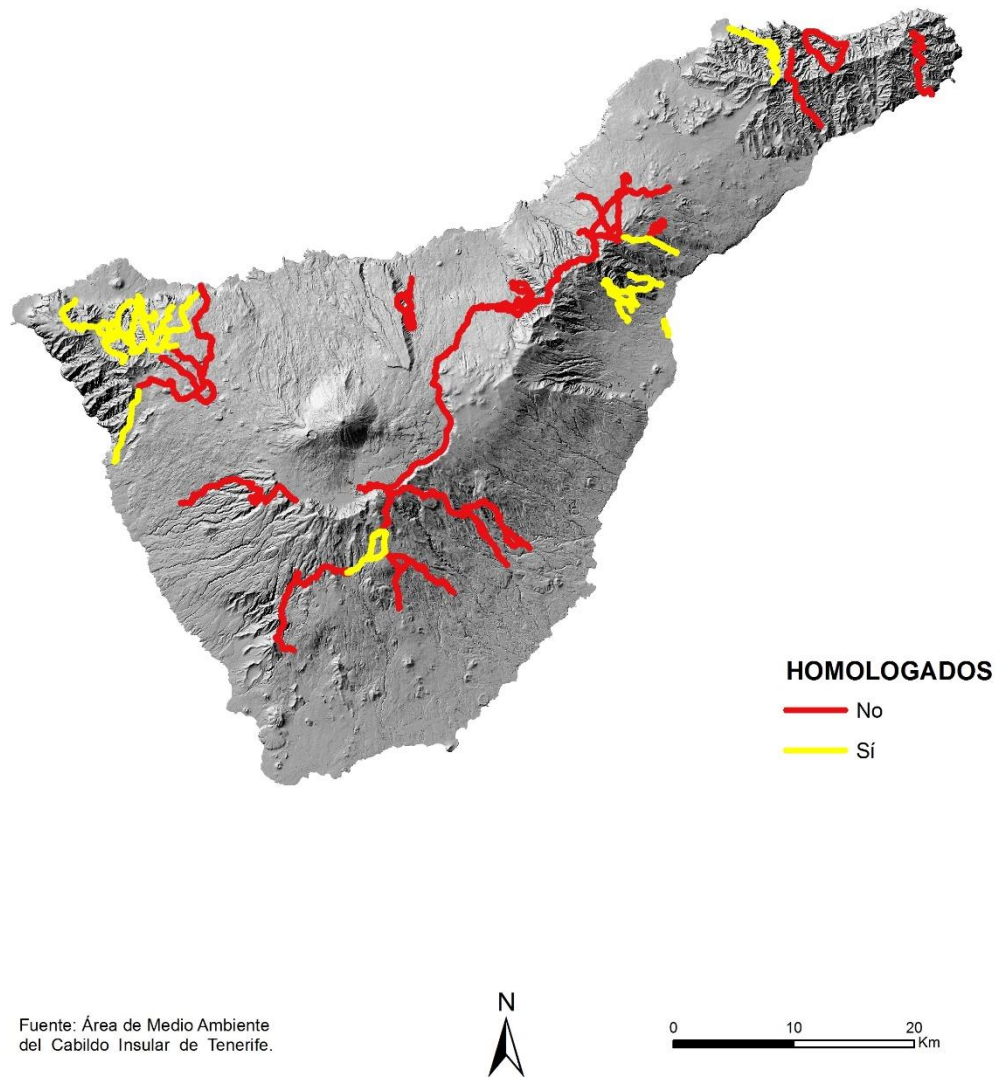 HOMOLOGADOS
No
Sí
Fuente: Área de Medio Ambiente
del Cabildo Insular de Tenerife.
N
0 10 20
Km